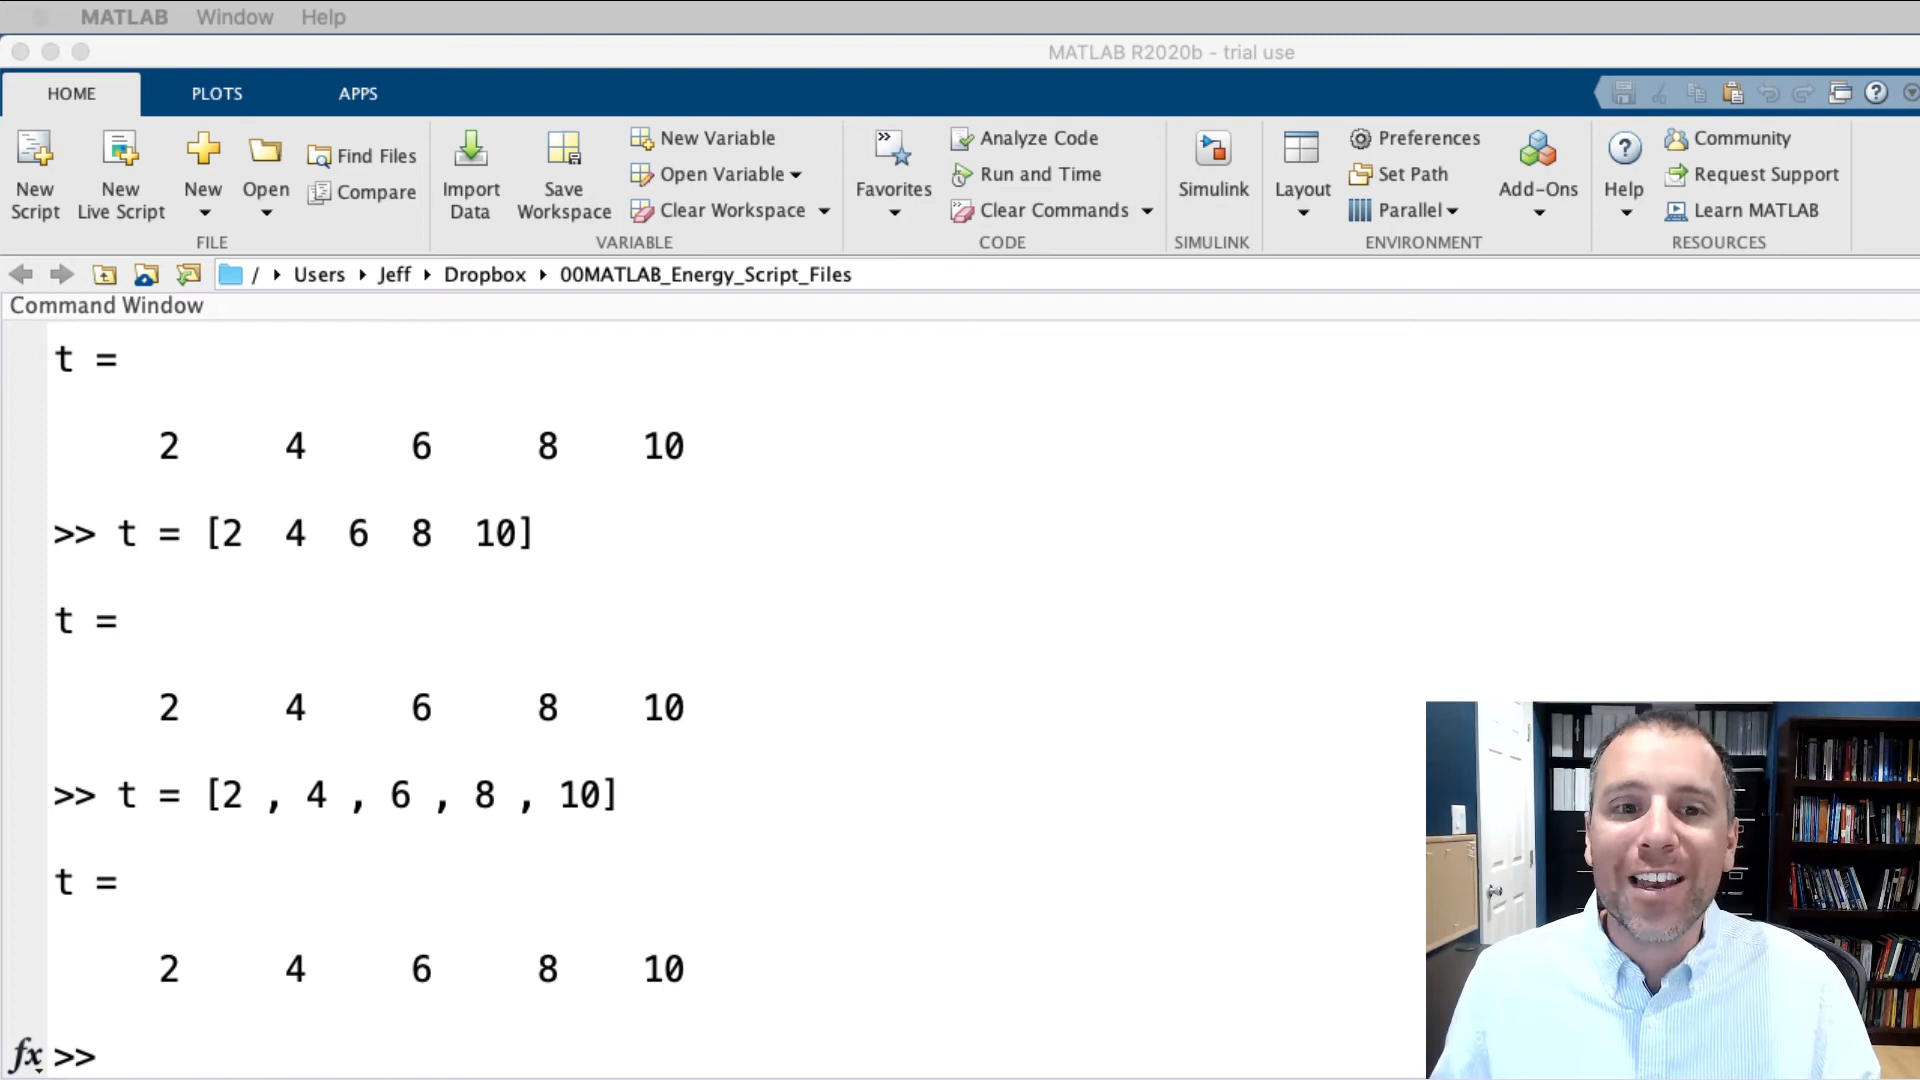 MATLAB Window Help
MATLAB R2020b - trial use
HOME PLOTS APPS
New Script
New Live Script
New
Open
Find Files
Compare
FILE
Import Data
Save Workspace
New Variable
Open Variable
Clear Workspace
VARIABLE
Favorites
Analyze Code
Run and Time
Clear Commands
CODE
Simulink
SIMULINK
Layout
Preferences
Set Path
Parallel
Add-Ons
ENVIRONMENT
Help
Community
Request Support
Learn MATLAB
RESOURCES
/ Users Jeff Dropbox 00MATLAB_Energy_Script_Files
Command Window
t =
2 4 6 8 10
>> t = [2 4 6 8 10]
t =
2 4 6 8 10
>> t = [2 , 4 , 6 , 8 , 10]
t =
2 4 6 8 10
fx >>